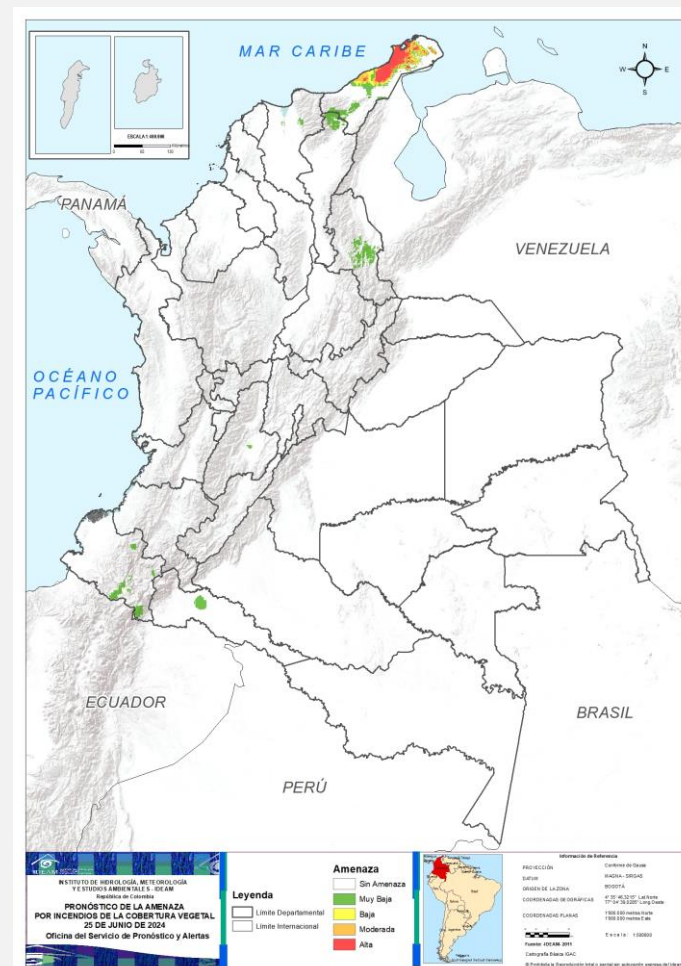 MAR CARIBE
N
W
E
S
ESCALA
PANAMÁ
VENEZUELA
OCÉANO
PACÍFICO
ECUADOR
BRASIL
PERÚ
INSTITUTO DE HIDROLOGÍA, METEOROLOGÍA
Y ESTUDIOS AMBIENTALES - IDEAM
República de Colombia
PRONÓSTICO DE LA AMENAZA
POR INCENDIOS DE LA COBERTURA VEGETAL
25 DE JUNIO DE 2024
Oficina del Servicio de Pronóstico y Alertas
Leyenda
Límite Departamental
Límite Internacional
Amenaza
Sin Amenaza
Muy Baja
Baja
Moderada
Alta
Información de Referencia
PROYECCIÓN
DATUM
MAGNA - SIRGAS
ORIGEN DE LA ZONA
BOGOTÁ
COORDENADAS GEOGRÁFICAS
COORDENADAS PLANAS
Fuente: IDEAM- 2011
Cartografía Básica IGAC